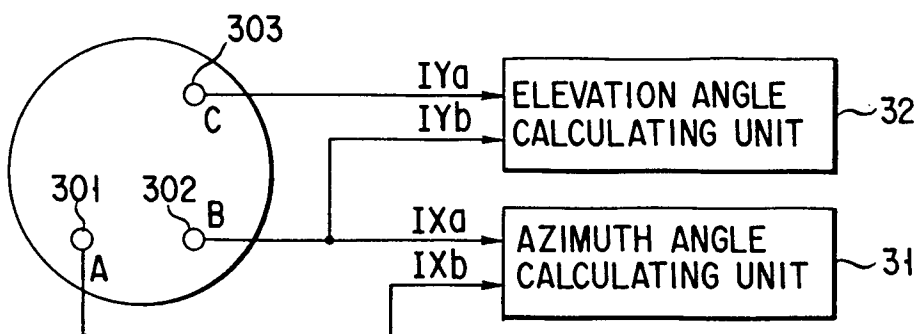 303
C
IYa
IYb
ELEVATION ANGLE
CALCULATING UNIT
32
301
302
B
A
IXa
IXb
AZIMUTH ANGLE
CALCULATING UNIT
31